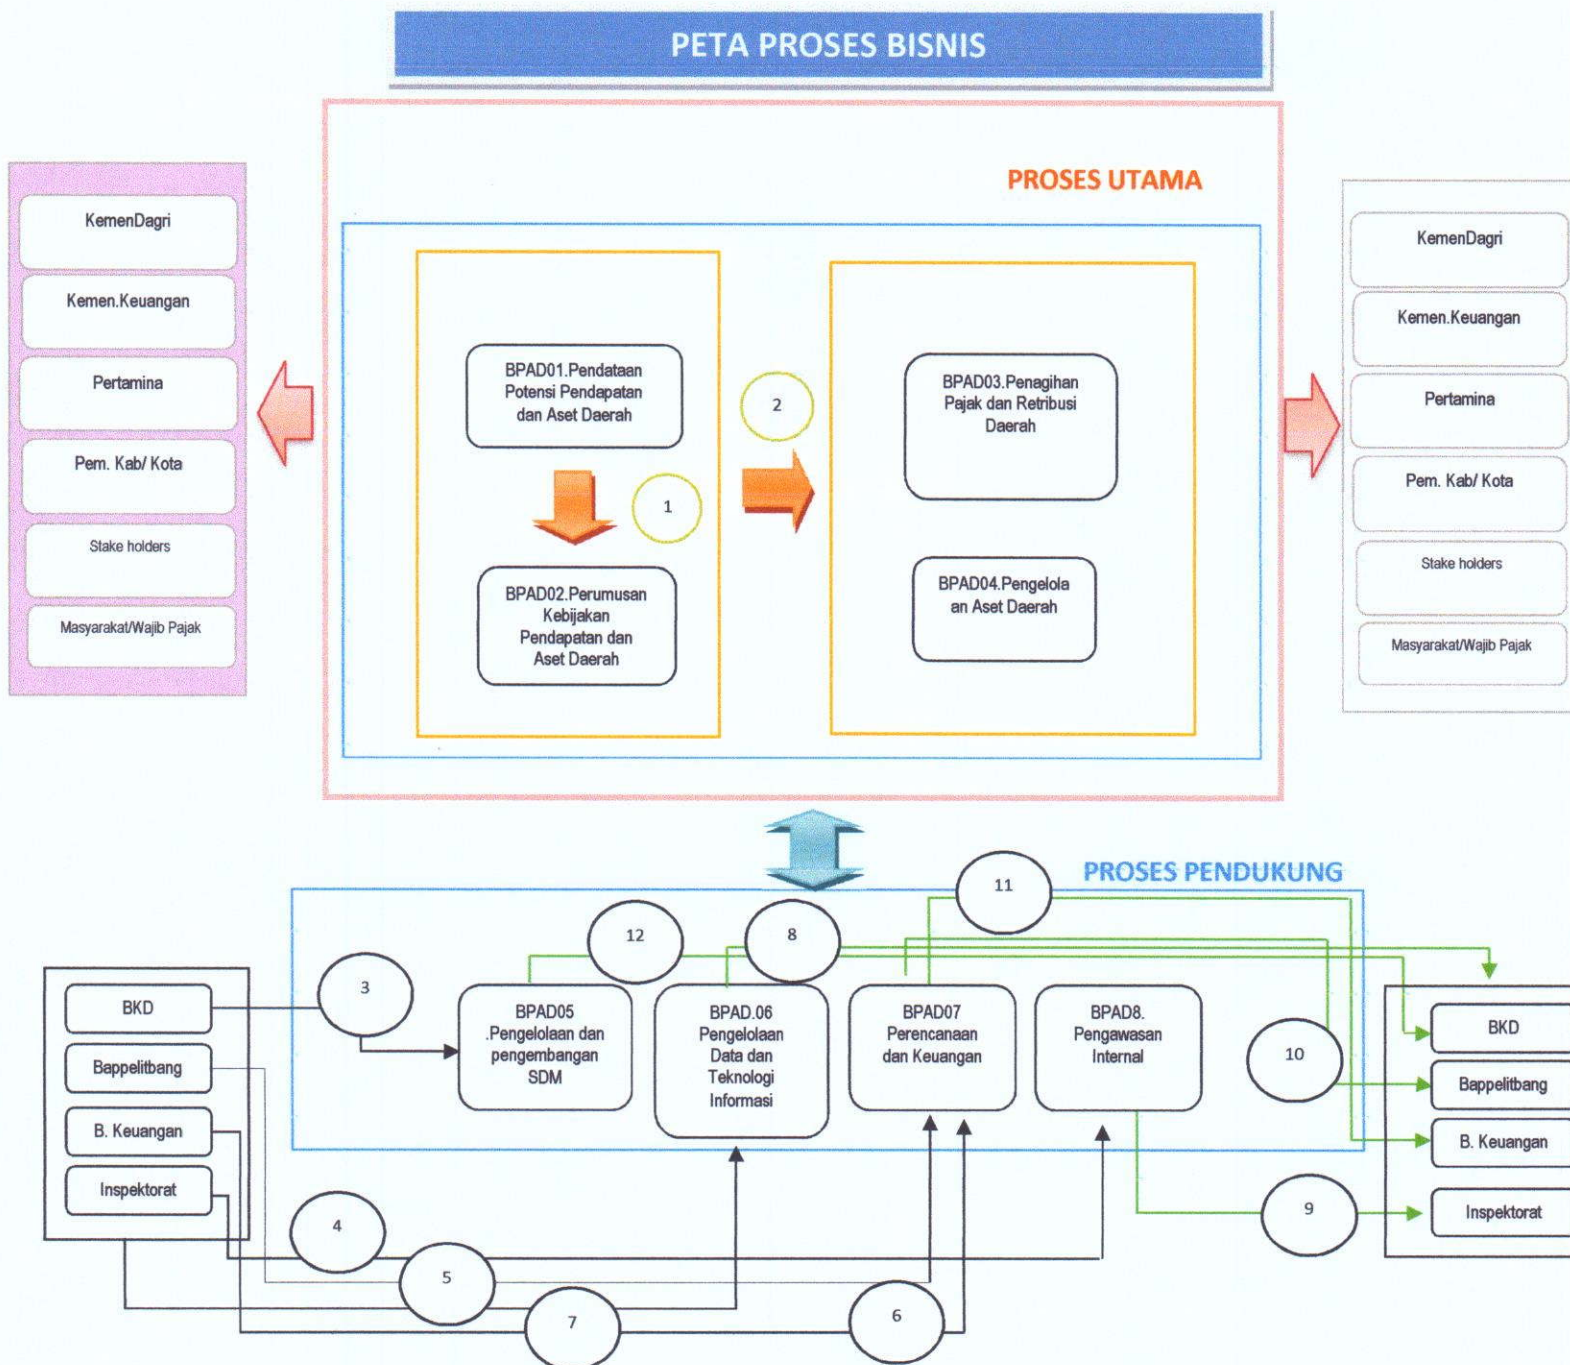 PETA PROSES BISNIS
PROSES UTAMA
KemenDagri
Kemen.Keuangan
Pertamina
Pem. Kab/ Kota
Stake holders
Masyarakat/Wajib Pajak
BPAD01.Pendataan
Potensi Pendapatan
dan Aset Daerah
1
BPAD02.Perumusan
Kebijakan
Pendapatan dan
Aset Daerah
2
BPAD03.Penagihan
Pajak dan Retribusi
Daerah
BPAD04.Pengelola
an Aset Daerah
KemenDagri
Kemen.Keuangan
Pertamina
Pem. Kab/ Kota
Stake holders
Masyarakat/Wajib Pajak
PROSES PENDUKUNG
11
12
8
3
BKD
Bappelitbang
B. Keuangan
Inspektorat
BPAD05
.Pengelolaan dan
pengembangan
SDM
BPAD.06
Pengelolaan
Data dan
Teknologi
Informasi
BPAD07
Perencanaan
dan Keuangan
BPAD8.
Pengawasan
Internal
10
BKD
Bappelitbang
B. Keuangan
Inspektorat
9
4
5
7
6